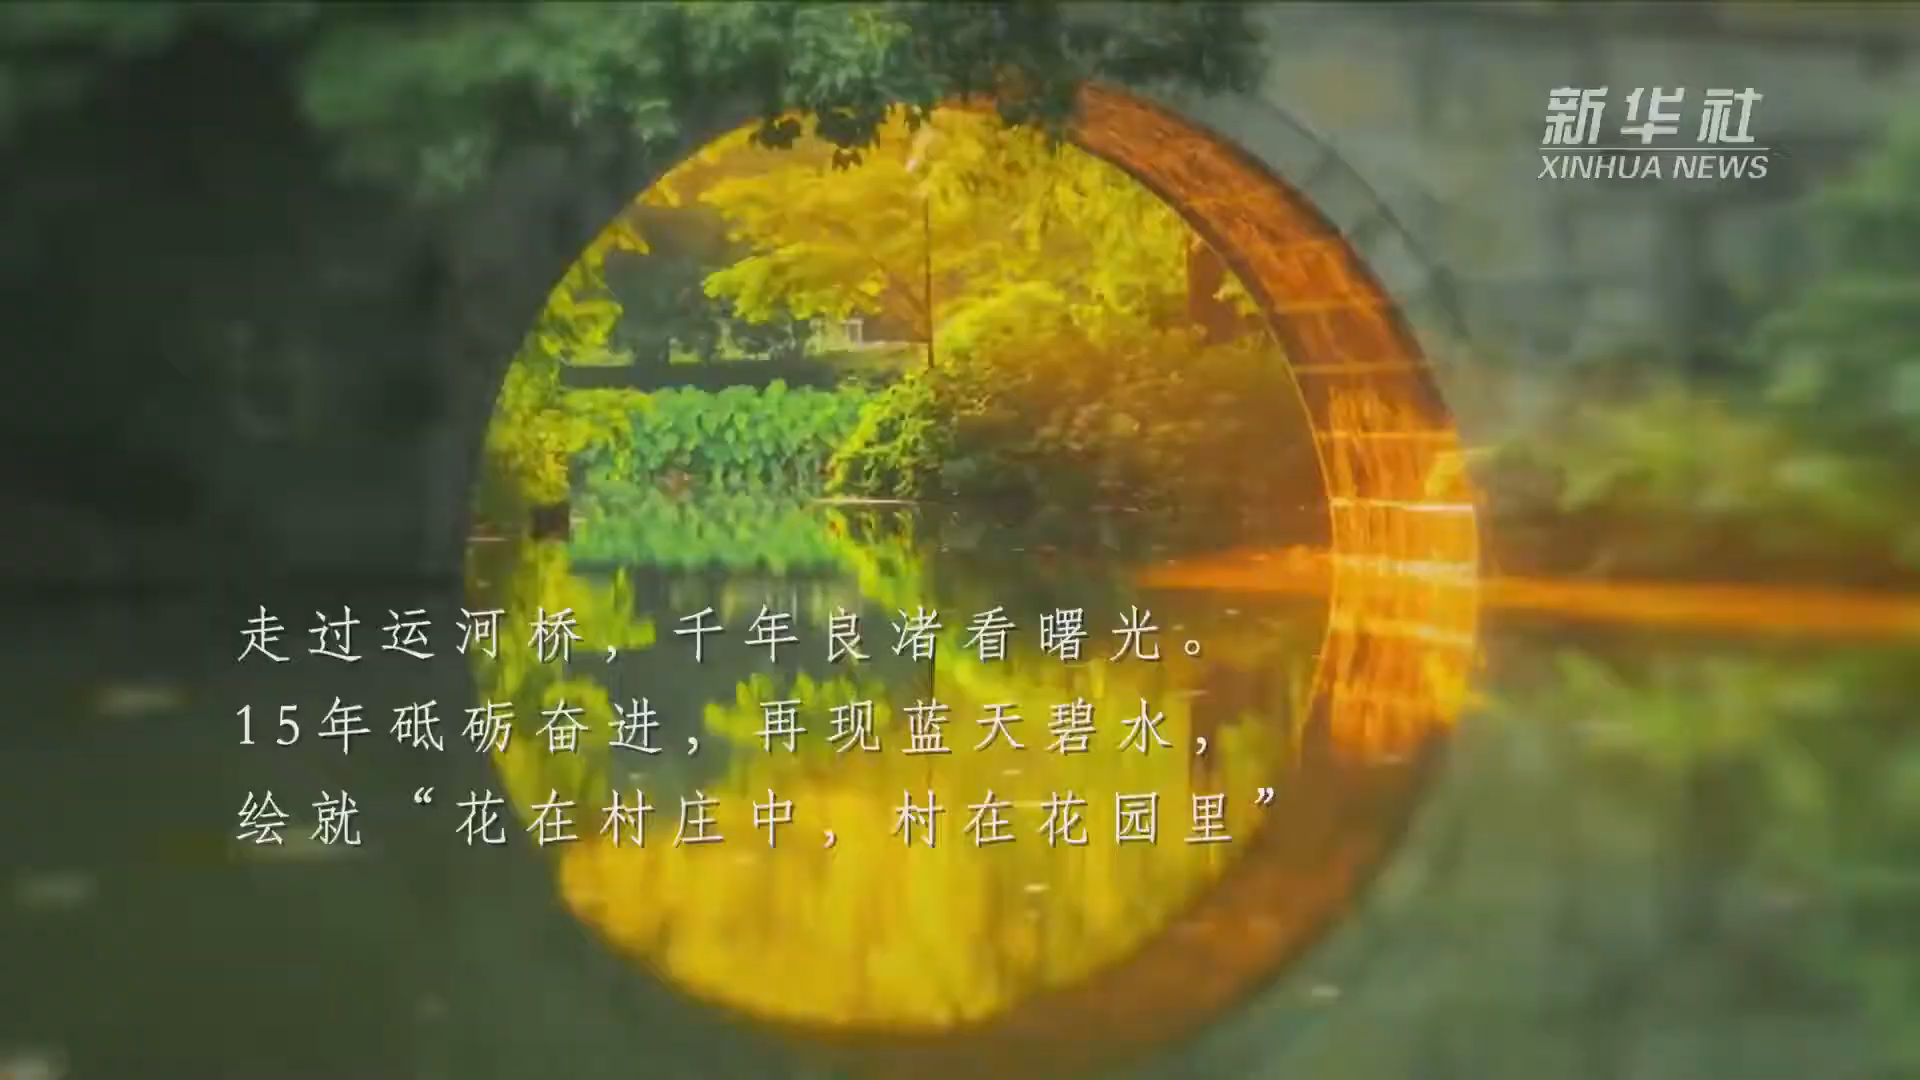 新华社
XINHUA NEWS
走过运河桥，千年良渚看曙光。
15年砥砺奋进，再现蓝天碧水，
绘就“花在村庄中，村在花园里”